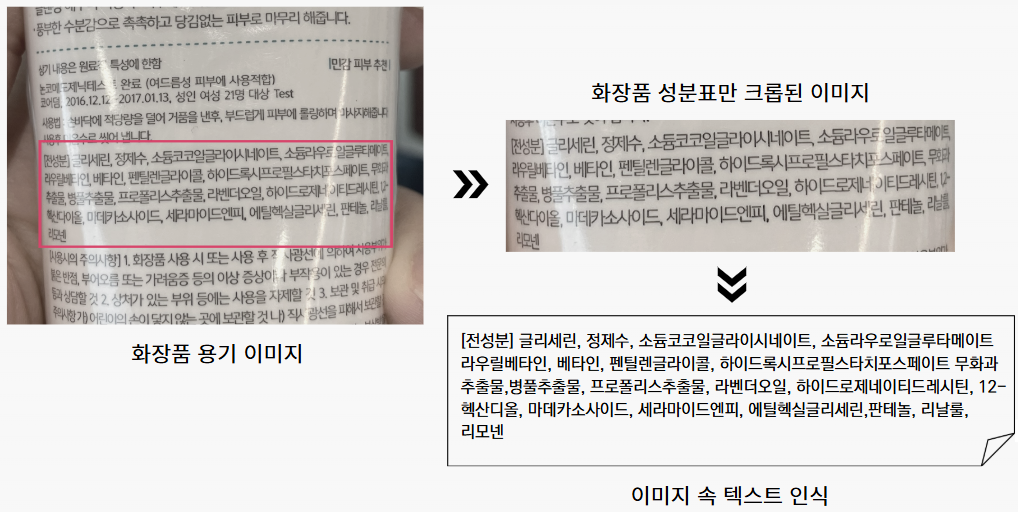 ·풍부한 수분감으로 촉촉하고 당김없는 피부로 마무리 해줍니다.
상기 내용은 원료적 특성에 한함 [민감 피부 추천]
논코메도제닉테스트 완료 (여드름성 피부에 사용적합)
코어덤, 2016.12.12~2017.01.13, 성인 여성 21명 대상 Test
사용법:손바닥에 적당량을 덜어 거품을 낸후, 부드럽게 피부에 롤링하며 마사지해줍니다
사용후 미온수로 씻어 냅니다.
[전성분] 글리세린, 정제수, 소듐코코일글라이시네이트, 소듐라우로일글루타메이트,
라우릴베타인, 베타인, 펜틸렌글라이콜, 하이드록시프로필스타치포스페이트, 무화과
추출물, 병풀추출물, 프로폴리스추출물, 라벤더오일, 하이드로제네이티드레시틴, 1,2-
헥산다이올, 마데카소사이드, 세라마이드엔피, 에틸헥실글리세린, 판테놀, 리날룰,
리모넨
[사용시의 주의사항] 1. 화장품 사용 시 또는 사용 후 직사광선에 의하여 사용부위가
붉은 반점, 부어오름 또는 가려움증 등의 이상 증상이나 부작용이 있는 경우 전문의
등과 상담할 것 2. 상처가 있는 부위 등에는 사용을 자제할 것 3. 보관 및 취급 시의
주의사항 가) 어린이의 손이 닿지 않는 곳에 보관할 것 나) 직사광선을 피해서 보관할
화장품 용기 이미지
화장품 성분표만 크롭된 이미지
[전성분] 글리세린, 정제수, 소듐코코일글라이시네이트, 소듐라우로일글루타메이트,
라우릴베타인, 베타인, 펜틸렌글라이콜, 하이드록시프로필스타치포스페이트, 무화과
추출물, 병풀추출물, 프로폴리스추출물, 라벤더오일, 하이드로제네이티드레시틴, 1,2-
헥산다이올, 마데카소사이드, 세라마이드엔피, 에틸헥실글리세린, 판테놀, 리날룰,
리모넨
[전성분] 글리세린, 정제수, 소듐코코일글라이시네이트, 소듐라우로일글루타메이트
라우릴베타인, 베타인, 펜틸렌글라이콜, 하이드록시프로필스타치포스페이트 무화과
추출물,병풀추출물, 프로폴리스추출물, 라벤더오일, 하이드로제네이티드레시틴, 12-
헥산디올, 마데카소사이드, 세라마이드엔피, 에틸헥실글리세린,판테놀, 리날룰,
리모넨
이미지 속 텍스트 인식